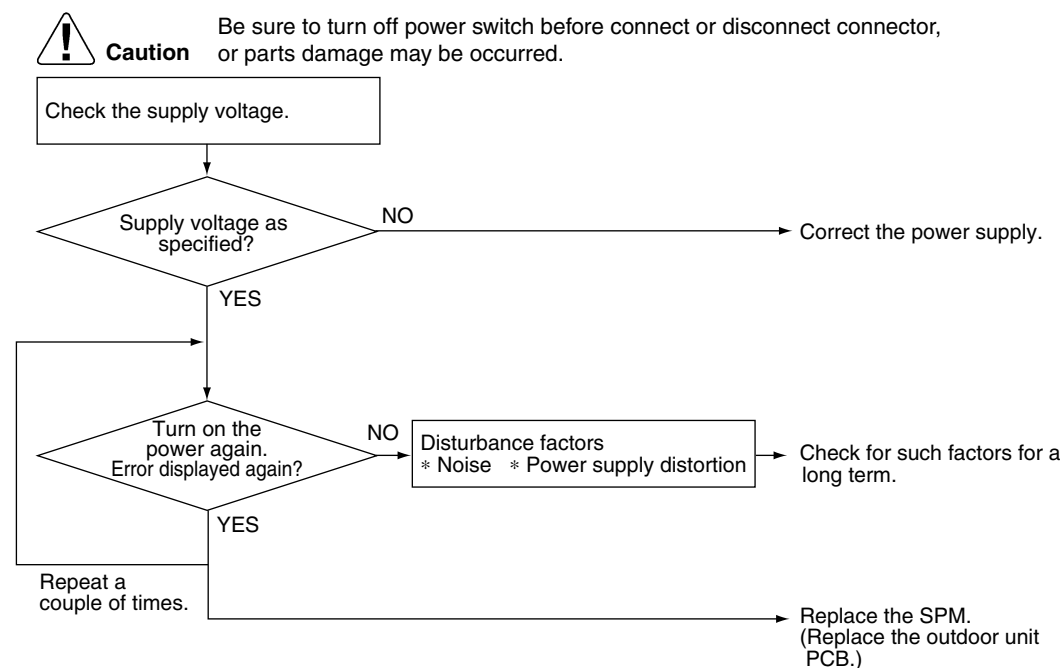 Be sure to turn off power switch before connect or disconnect connector,
Caution or parts damage may be occurred.
Check the supply voltage.
Supply voltage as
specified?
NO
Correct the power supply.
YES
Turn on the
power again.
Error displayed again?
NO
Disturbance factors
* Noise * Power supply distortion
Check for such factors for a
long term.
YES
Repeat a
couple of times.
Replace the SPM.
(Replace the outdoor unit
PCB.)